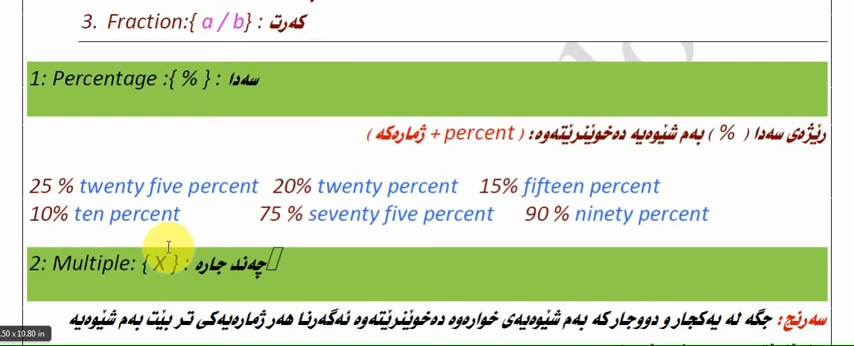 3. Fraction:{ a / b} : کەرت
1: Percentage :{ % } : سەدا
ڕێژەی سەدا ( % ) بەم شێوەیە دەخوێنرێتەوە: ( ژمارەکە + percent )
25 % twenty five percent 20% twenty percent 15% fifteen percent
10% ten percent 75 % seventy five percent 90 % ninety percent
2: Multiple: { X } : چەند جارە
سەرنج: جگە لە یەکجار و دووجار کە بەم شێوەیەی خوارەوە دەخوێنرێتەوە ئەگەرنا هەر ژمارەیەکی تر بێت بەم شێوەیە
.50 x 10.80 in